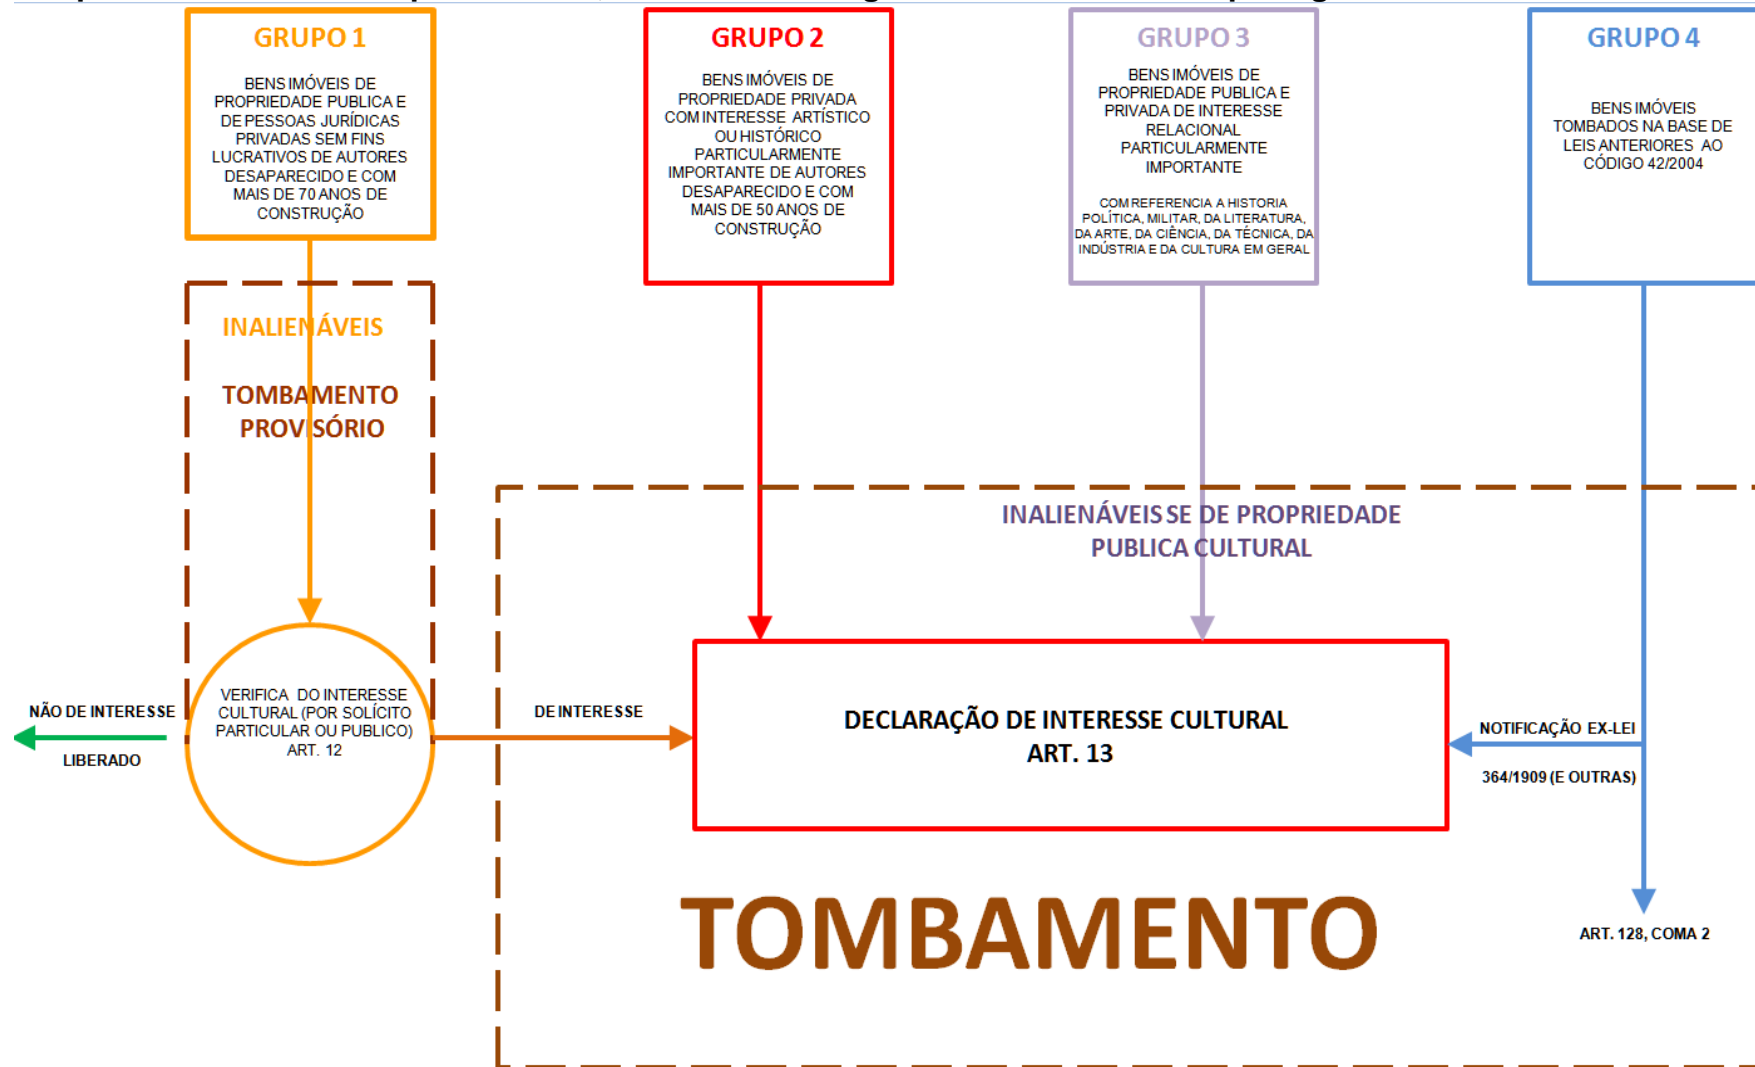 GRUPO 1
BENS IMÓVEIS DE
PROPRIEDADE PUBLICA E
DE PESSOAS JURÍDICAS
PRIVADAS SEM FINS
LUCRATIVOS DE AUTORES
DESAPARECIDO E COM
MAIS DE 70 ANOS DE
CONSTRUÇÃO
GRUPO 2
BENS IMÓVEIS DE
PROPRIEDADE PRIVADA
COM INTERESSE ARTÍSTICO
OU HISTÓRICO
PARTICULARMENTE
IMPORTANTE DE AUTORES
DESAPARECIDO E COM
MAIS DE 50 ANOS DE
CONSTRUÇÃO
GRUPO 3
BENS IMÓVEIS DE
PROPRIEDADE PUBLICA E
PRIVADA DE INTERESSE
RELACIONAL
PARTICULARMENTE
IMPORTANTE
COM REFERENCIA A HISTORIA
POLÍTICA, MILITAR, DA LITERATURA,
DA ARTE, DA CIÊNCIA, DA TÉCNICA, DA
INDÚSTRIA E DA CULTURA EM GERAL
GRUPO 4
BENS IMÓVEIS
TOMBADOS NA BASE DE
LEIS ANTERIORES AO
CÓDIGO 42/2004
INALIENÁVEIS
TOMBAMENTO
PROVISÓRIO
INALIENÁVEIS SE DE PROPRIEDADE
PUBLICA CULTURAL
NÃO DE INTERESSE
LIBERADO
VERIFICA DO INTERESSE
CULTURAL (POR SOLÍCITO
PARTICULAR OU PUBLICO)
ART. 12
DE INTERESSE
DECLARAÇÃO DE INTERESSE CULTURAL
ART. 13
NOTIFICAÇÃO EX-LEI
364/1909 (E OUTRAS)
TOMBAMENTO
ART. 128, COMA 2